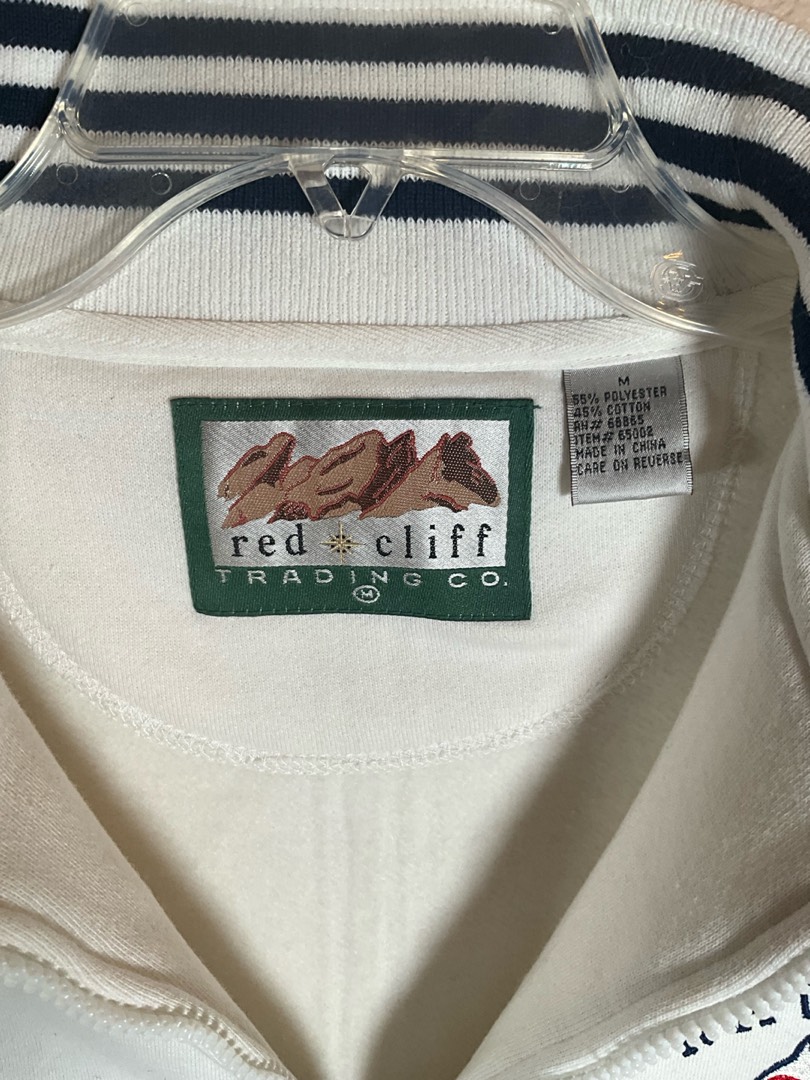 red cliff
TRADING CO.
M
M
55% POLYESTER
45% COTTON
RN# 68865
ITEM# 65002
MADE IN CHINA
CARE ON REVERSE